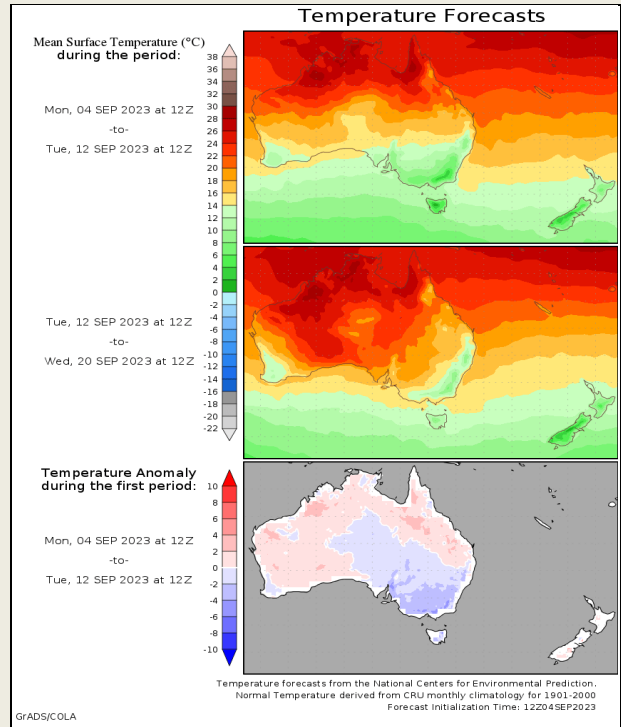 Temperature Forecasts
Mean Surface Temperature (°C)
during the period:
Mon, 04 SEP 2023 at 12Z
-to-
Tue, 12 SEP 2023 at 12Z
38
36
34
32
30
28
26
24
22
20
18
16
14
12
10
8
6
4
2
0
-2
-4
-6
-8
-10
-12
-14
-16
-18
-20
-22
Tue, 12 SEP 2023 at 12Z
-to-
Wed, 20 SEP 2023 at 12Z
Temperature Anomaly
during the first period:
Mon, 04 SEP 2023 at 12Z
-to-
Tue, 12 SEP 2023 at 12Z
10
8
6
4
2
0
-2
-4
-6
-8
-10
Temperature forecasts from the National Centers for Environmental Prediction.
Normal Temperature derived from CRU monthly climatology for 1901-2000
Forecast Initialization Time: 12Z04SEP2023
GrADS/COLA